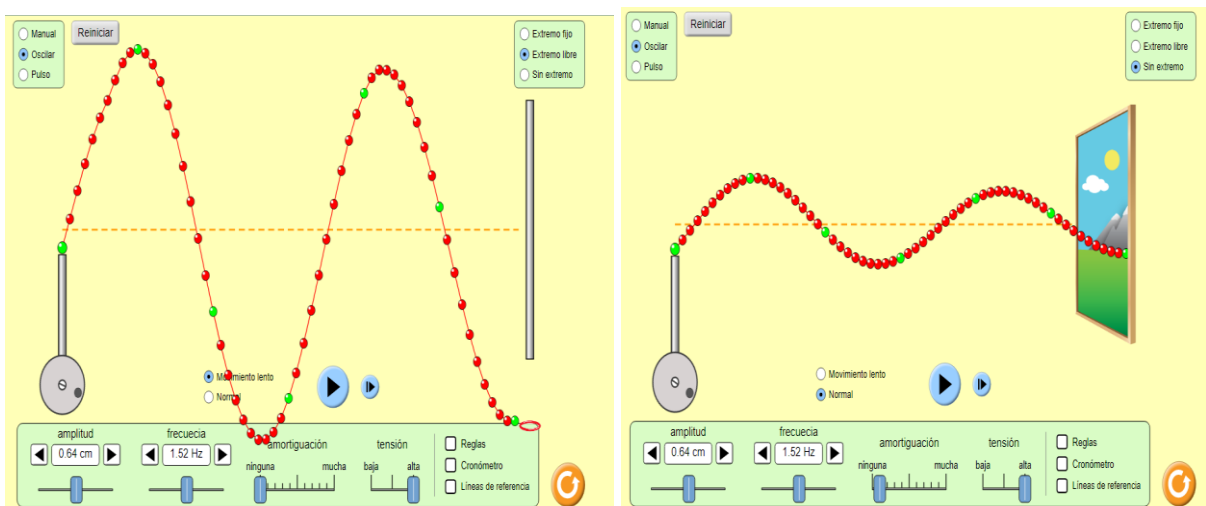 Manual
Oscilar
Pulso
Reiniciar
Extremo fijo
Extremo libre
Sin extremo
Movimiento lento
Normal
amplitud
0.64 cm
frecuecia
1.52 Hz
amortiguación
ninguna
mucha
tensión
baja
alta
Reglas
Cronómetro
Líneas de referencia
Manual
Oscilar
Pulso
Reiniciar
Extremo fijo
Extremo libre
Sin extremo
Movimiento lento
Normal
amplitud
0.64 cm
frecuecia
1.52 Hz
amortiguación
ninguna
mucha
tensión
baja
alta
Reglas
Cronómetro
Líneas de referencia